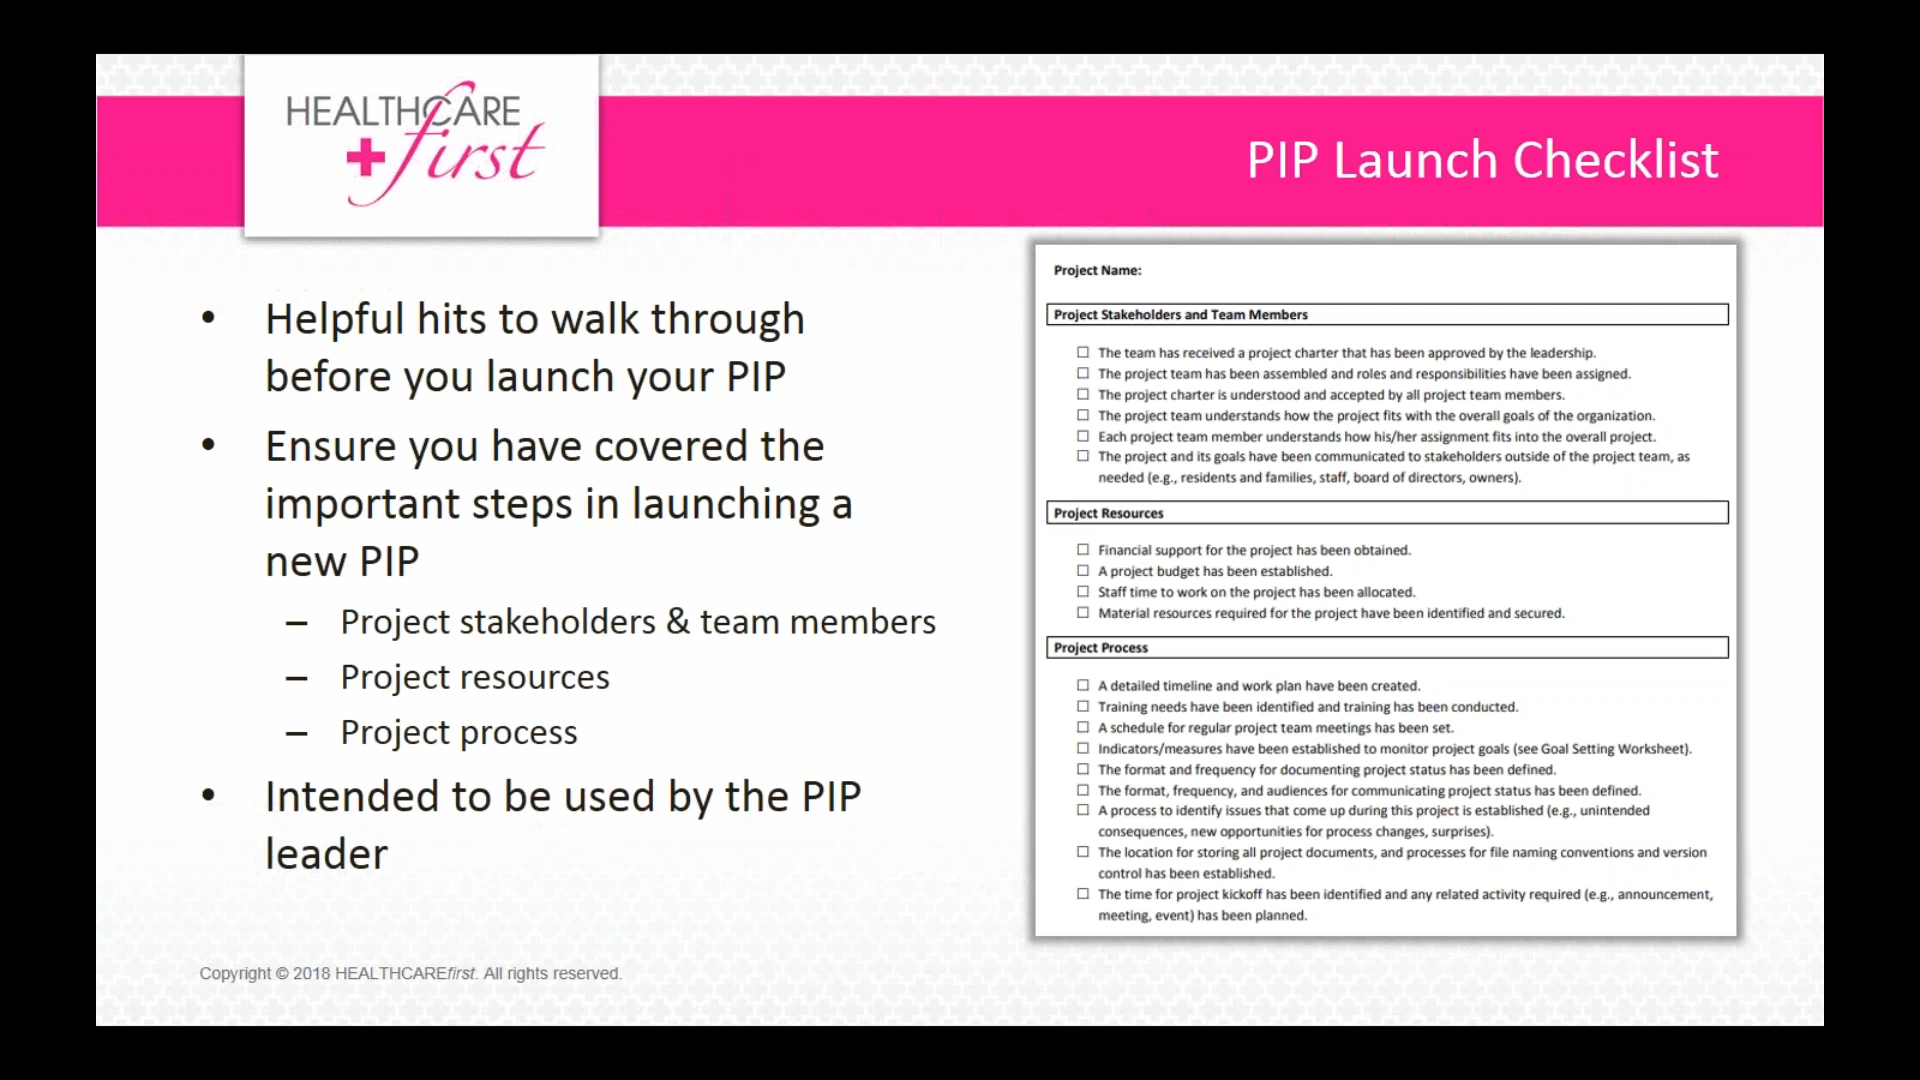 HEALTHCARE
first
PIP Launch Checklist
• Helpful hits to walk through
before you launch your PIP
• Ensure you have covered the
important steps in launching a
new PIP
– Project stakeholders & team members
– Project resources
– Project process
• Intended to be used by the PIP
leader
Project Name:
Project Stakeholders and Team Members
☐ The team has received a project charter that has been approved by the leadership.
☐ The project team has been assembled and roles and responsibilities have been assigned.
☐ The project charter is understood and accepted by all project team members.
☐ The project team understands how the project fits with the overall goals of the organization.
☐ Each project team member understands how his/her assignment fits into the overall project.
☐ The project and its goals have been communicated to stakeholders outside of the project team, as
needed (e.g., residents and families, staff, board of directors, owners).
Project Resources
☐ Financial support for the project has been obtained.
☐ A project budget has been established.
☐ Staff time to work on the project has been allocated.
☐ Material resources required for the project have been identified and secured.
Project Process
☐ A detailed timeline and work plan have been created.
☐ Training needs have been identified and training has been conducted.
☐ A schedule for regular project team meetings has been set.
☐ Indicators/measures have been established to monitor project goals (see Goal Setting Worksheet).
☐ The format and frequency for documenting project status has been defined.
☐ The format, frequency, and audiences for communicating project status has been defined.
☐ A process to identify issues that come up during this project is established (e.g., unintended
consequences, new opportunities for process changes, surprises).
☐ The location for storing all project documents, and processes for file naming conventions and version
control has been established.
☐ The time for project kickoff has been identified and any related activity required (e.g., announcement,
meeting, event) has been planned.
Copyright © 2018 HEALTHCAREfirst. All rights reserved.